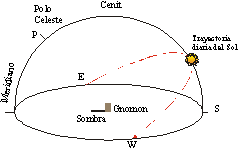 Cenit
Polo
Celeste
P
Trayectoria
diaria del Sol
Meridiano
E
Gnomon
Sombra
S
W